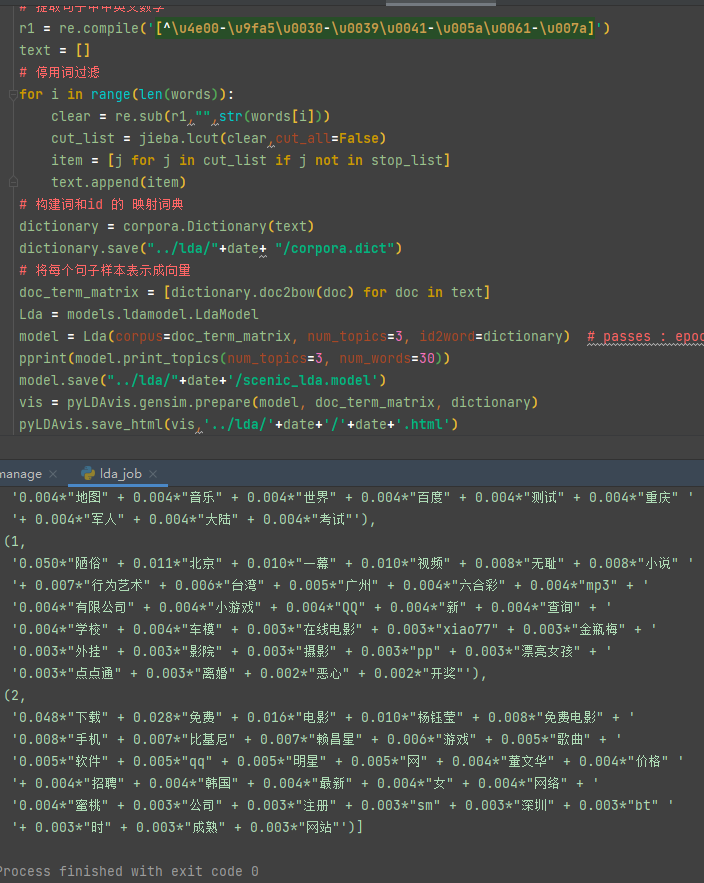 # 提取句子中中英文数字
r1 = re.compile('[^\u4e00-\u9fa5\u0030-\u0039\u0041-\u005a\u0061-\u007a]')
text = []
# 停用词过滤
for i in range(len(words)):
    clear = re.sub(r1,"",str(words[i]))
    cut_list = jieba.lcut(clear,cut_all=False)
    item = [j for j in cut_list if j not in stop_list]
    text.append(item)
# 构建词和id 的 映射词典
dictionary = corpora.Dictionary(text)
dictionary.save("../lda/"+date+ "/corpora.dict")
# 将每个句子样本表示成向量
doc_term_matrix = [dictionary.doc2bow(doc) for doc in text]
Lda = models.ldamodel.LdaModel
model = Lda(corpus=doc_term_matrix, num_topics=3, id2word=dictionary)  # passes : epoc
pprint(model.print_topics(num_topics=3, num_words=30))
model.save("../lda/"+date+'/scenic_lda.model')
vis = pyLDAvis.gensim.prepare(model, doc_term_matrix, dictionary)
pyLDAvis.save_html(vis,'../lda/'+date+'/'+date+'.html')
manage × lda_job ×
'0.004*"地图" + 0.004*"音乐" + 0.004*"世界" + 0.004*"百度" + 0.004*"测试" + 0.004*"重庆" '
'+ 0.004*"军人" + 0.004*"大陆" + 0.004*"考试"'),
(1,
'0.050*"陋俗" + 0.011*"北京" + 0.010*"一幕" + 0.010*"视频" + 0.008*"无耻" + 0.008*"小说" '
'+ 0.007*"行为艺术" + 0.006*"台湾" + 0.005*"广州" + 0.004*"六合彩" + 0.004*"mp3" + '
'0.004*"有限公司" + 0.004*"小游戏" + 0.004*"QQ" + 0.004*"新" + 0.004*"查询" + '
'0.004*"学校" + 0.004*"车模" + 0.003*"在线电影" + 0.003*"xiao77" + 0.003*"金瓶梅" + '
'0.003*"外挂" + 0.003*"影院" + 0.003*"摄影" + 0.003*"pp" + 0.003*"漂亮女孩" + '
'0.003*"点点通" + 0.003*"离婚" + 0.002*"恶心" + 0.002*"开奖"'),
(2,
'0.048*"下载" + 0.028*"免费" + 0.016*"电影" + 0.010*"杨钰莹" + 0.008*"免费电影" + '
'0.008*"手机" + 0.007*"比基尼" + 0.007*"赖昌星" + 0.006*"游戏" + 0.005*"歌曲" + '
'0.005*"软件" + 0.005*"qq" + 0.005*"明星" + 0.005*"网" + 0.004*"董文华" + 0.004*"价格" '
'+ 0.004*"招聘" + 0.004*"韩国" + 0.004*"最新" + 0.004*"女" + 0.004*"网络" + '
'0.004*"蜜桃" + 0.003*"公司" + 0.003*"注册" + 0.003*"sm" + 0.003*"深圳" + 0.003*"bt" '
'+ 0.003*"时" + 0.003*"成熟" + 0.003*"网站"')]
Process finished with exit code 0